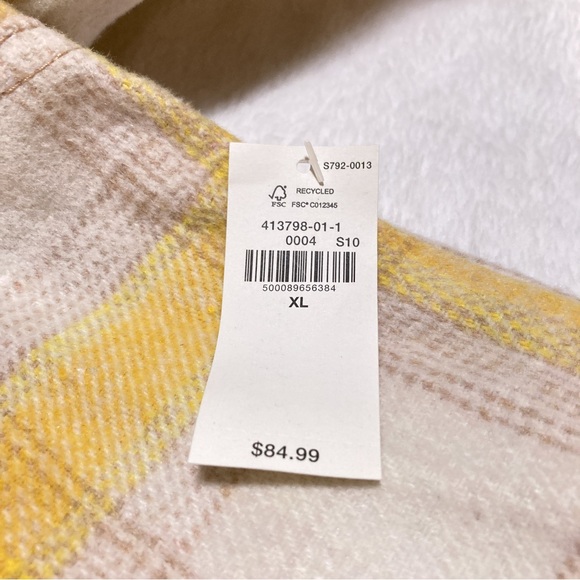 S792-0013
RECYCLED
FSC
FSC® C012345
413798-01-1
0004 S10
500089656384
XL
$84.99